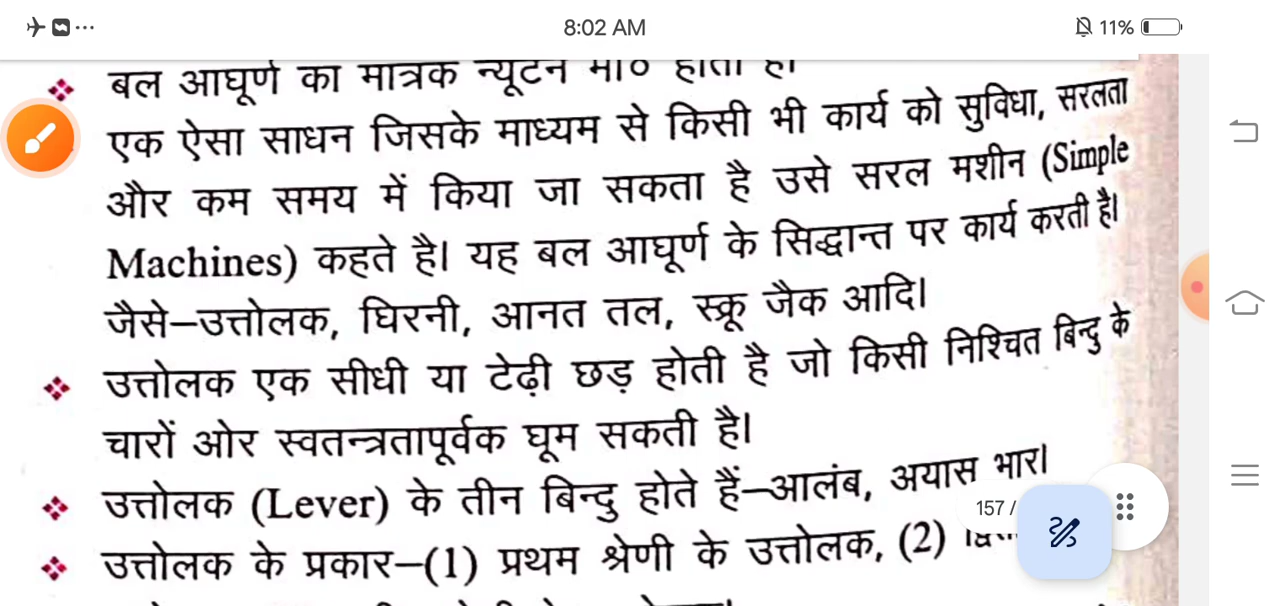 8:02 AM
11%
बल आघूर्ण का मात्रक न्यूटन मी० होता है।
एक ऐसा साधन जिसके माध्यम से किसी भी कार्य को सुविधा, सरलता
और कम समय में किया जा सकता है उसे सरल मशीन (Simple
Machines) कहते है। यह बल आघूर्ण के सिद्धान्त पर कार्य करती है।
जैसे–उत्तोलक, घिरनी, आनत तल, स्क्रू जैक आदि।
उत्तोलक एक सीधी या टेढ़ी छड़ होती है जो किसी निश्चित बिन्दु के
चारों ओर स्वतन्त्रतापूर्वक घूम सकती है।
उत्तोलक (Lever) के तीन बिन्दु होते हैं–आलंब, अयास भार।
157 /
उत्तोलक के प्रकार–(1) प्रथम श्रेणी के उत्तोलक, (2)